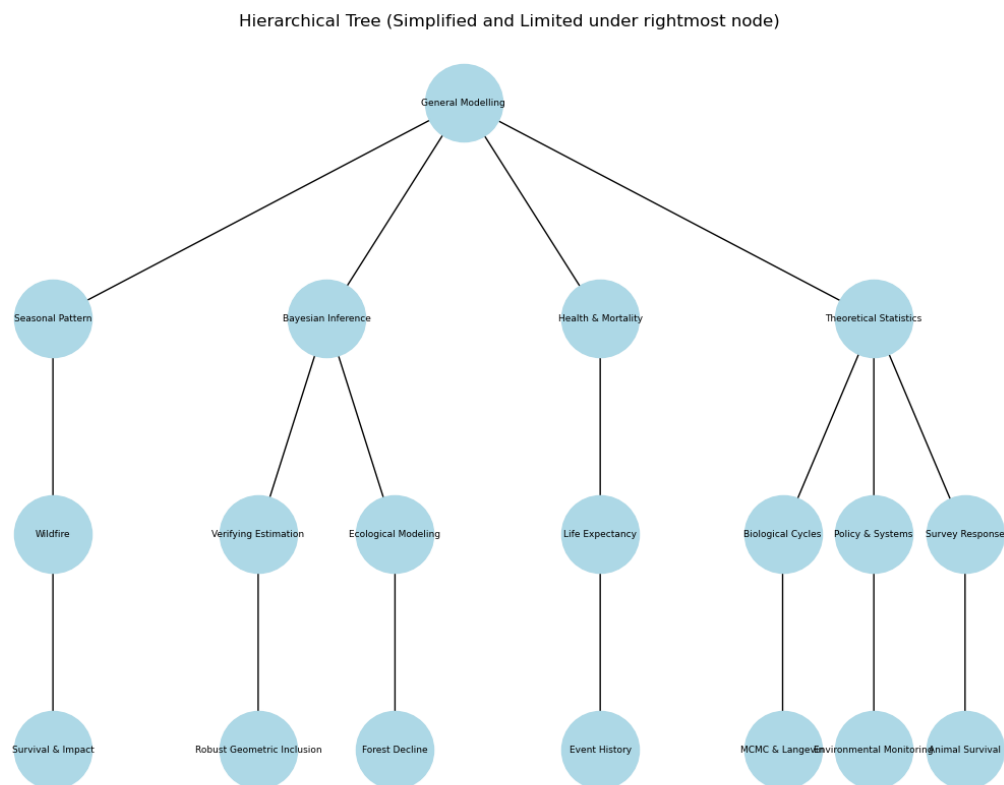 Hierarchical Tree (Simplified and Limited under rightmost node)
General Modelling
Seasonal Pattern
Bayesian Inference
Health & Mortality
Theoretical Statistics
Wildfire
Verifying Estimation
Ecological Modeling
Life Expectancy
Biological Cycles
Policy & Systems
Survey Response
Survival & Impact
Robust Geometric Inclusion
Forest Decline
Event History
MCMC &
Environmental Monitoring
Animal Survival